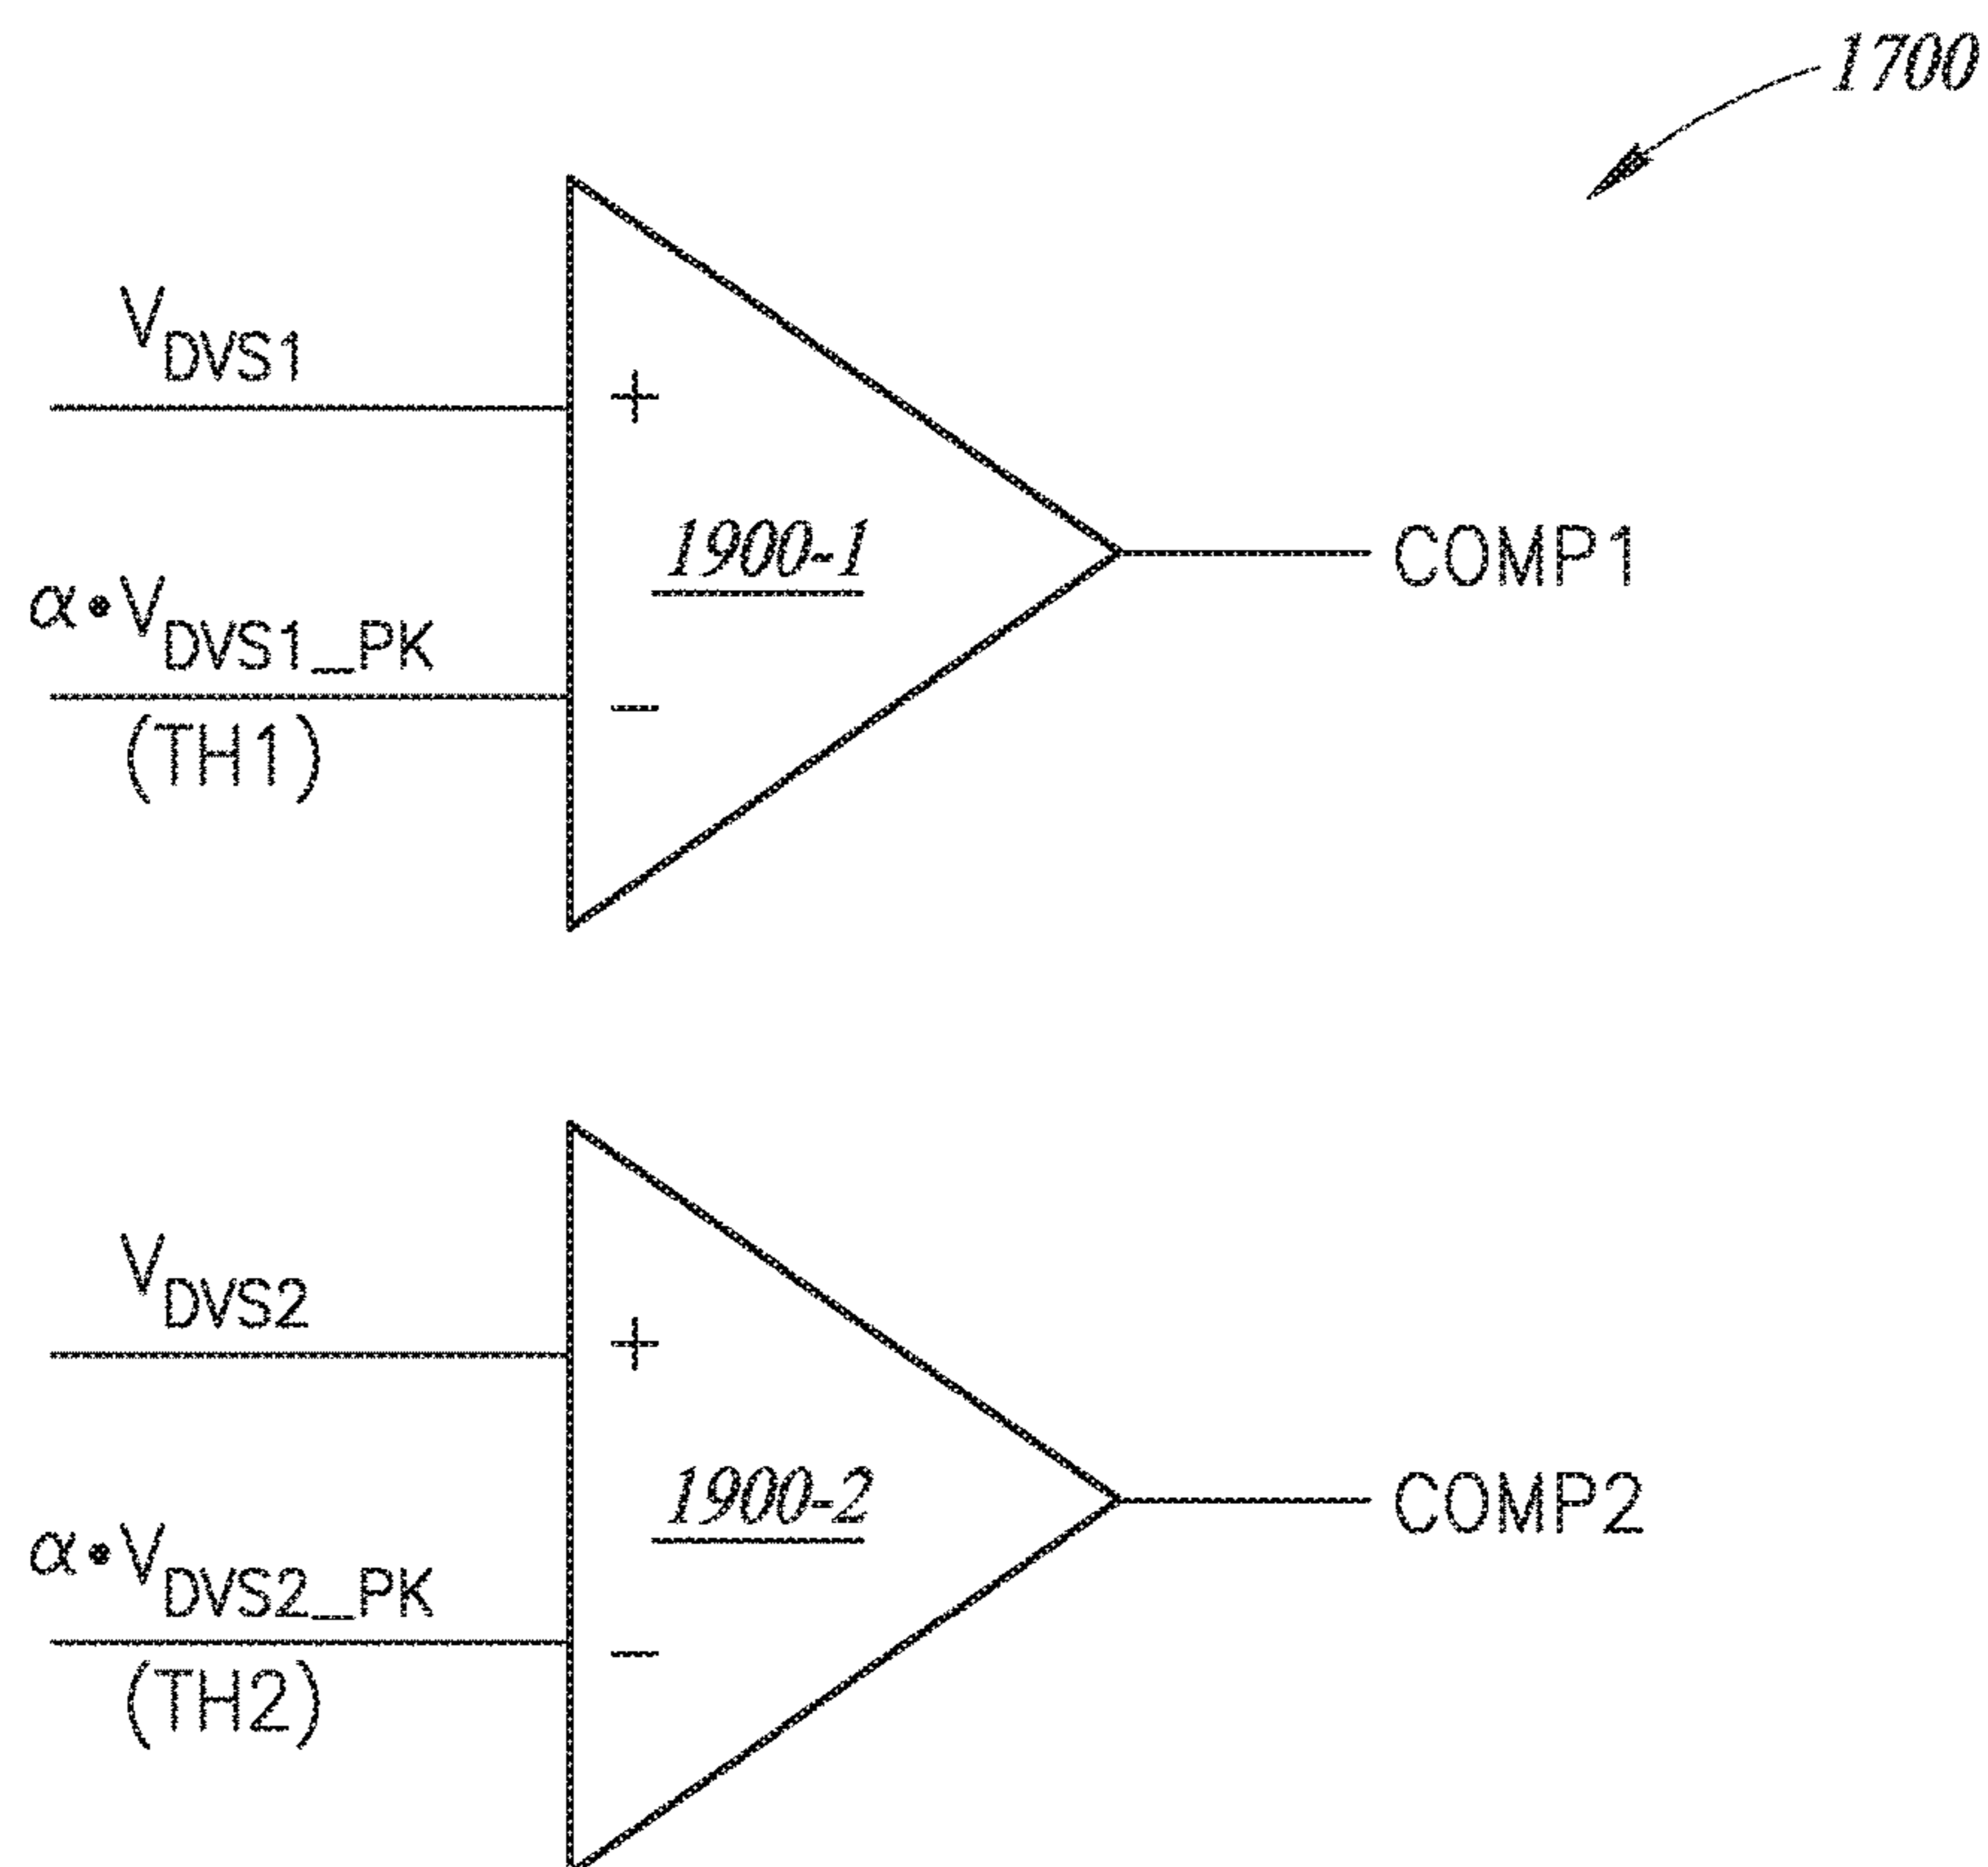 1700
V_DVS1
+
1900-1
COMP1
α•V_DVS1_PK
−
(TH1)
V_DVS2
+
1900-2
COMP2
α•V_DVS2_PK
−
(TH2)